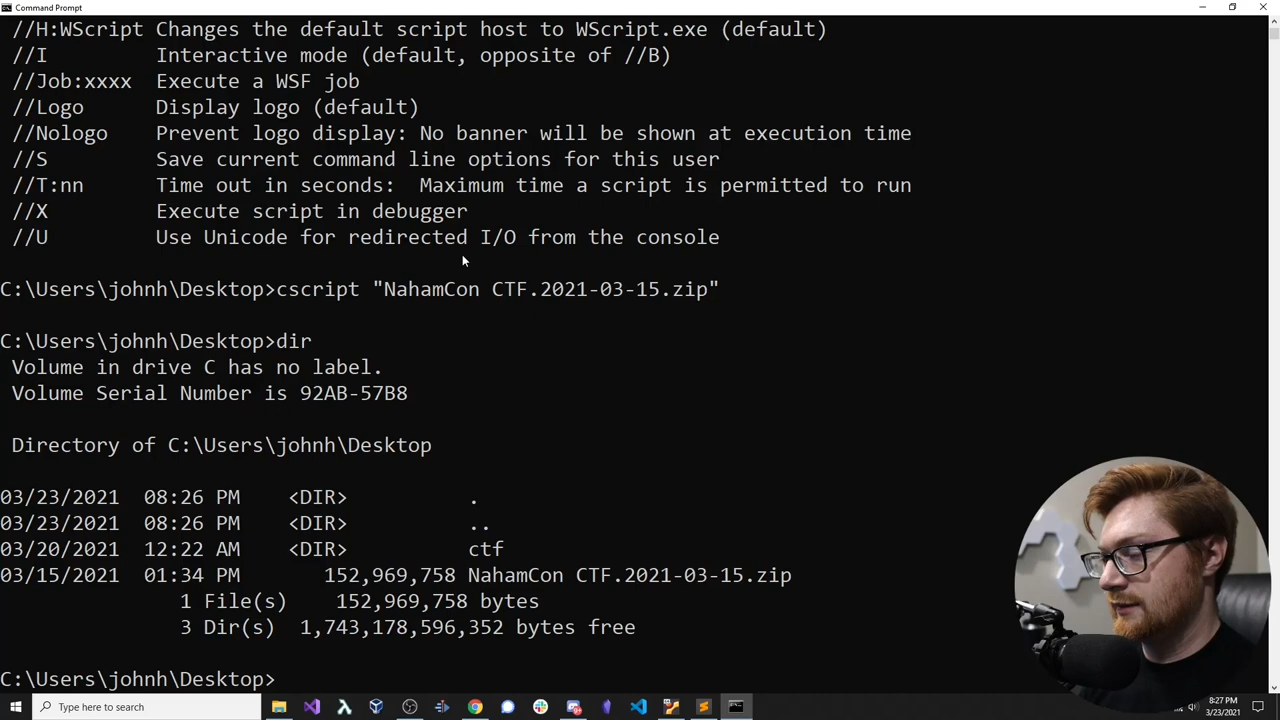 Command Prompt
//H:WScript Changes the default script host to WScript.exe (default)
//I         Interactive mode (default, opposite of //B)
//Job:xxxx  Execute a WSF job
//Logo      Display logo (default)
//Nologo    Prevent logo display: No banner will be shown at execution time
//S         Save current command line options for this user
//T:nn      Time out in seconds:  Maximum time a script is permitted to run
//X         Execute script in debugger
//U         Use Unicode for redirected I/O from the console
C:\Users\johnh\Desktop>cscript "NahamCon CTF.2021-03-15.zip"
C:\Users\johnh\Desktop>dir
Volume in drive C has no label.
Volume Serial Number is 92AB-57B8
Directory of C:\Users\johnh\Desktop
03/23/2021  08:26 PM    <DIR>          .
03/23/2021  08:26 PM    <DIR>          ..
03/20/2021  12:22 AM    <DIR>          ctf
03/15/2021  01:34 PM       152,969,758 NahamCon CTF.2021-03-15.zip
1 File(s)    152,969,758 bytes
3 Dir(s)  1,743,178,596,352 bytes free
C:\Users\johnh\Desktop>
Type here to search
8:27 PM
3/23/2021